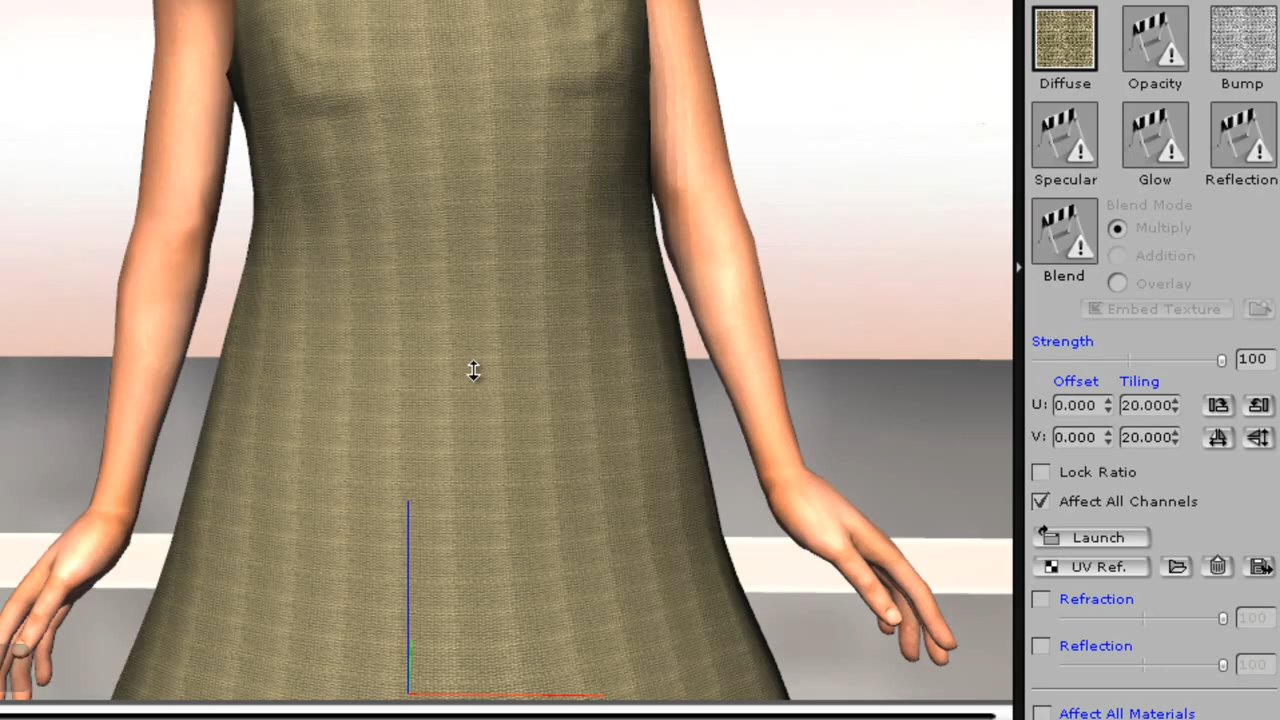 Diffuse Opacity Bump
Specular Glow Reflection
Blend Mode
Multiply
Addition
Blend
Overlay
Embed Texture
Strength
100
Offset Tiling
U: 0.000 20.000
V: 0.000 20.000
Lock Ratio
Affect All Channels
Launch
UV Ref.
Refraction
100
Reflection
100
Affect All Materials